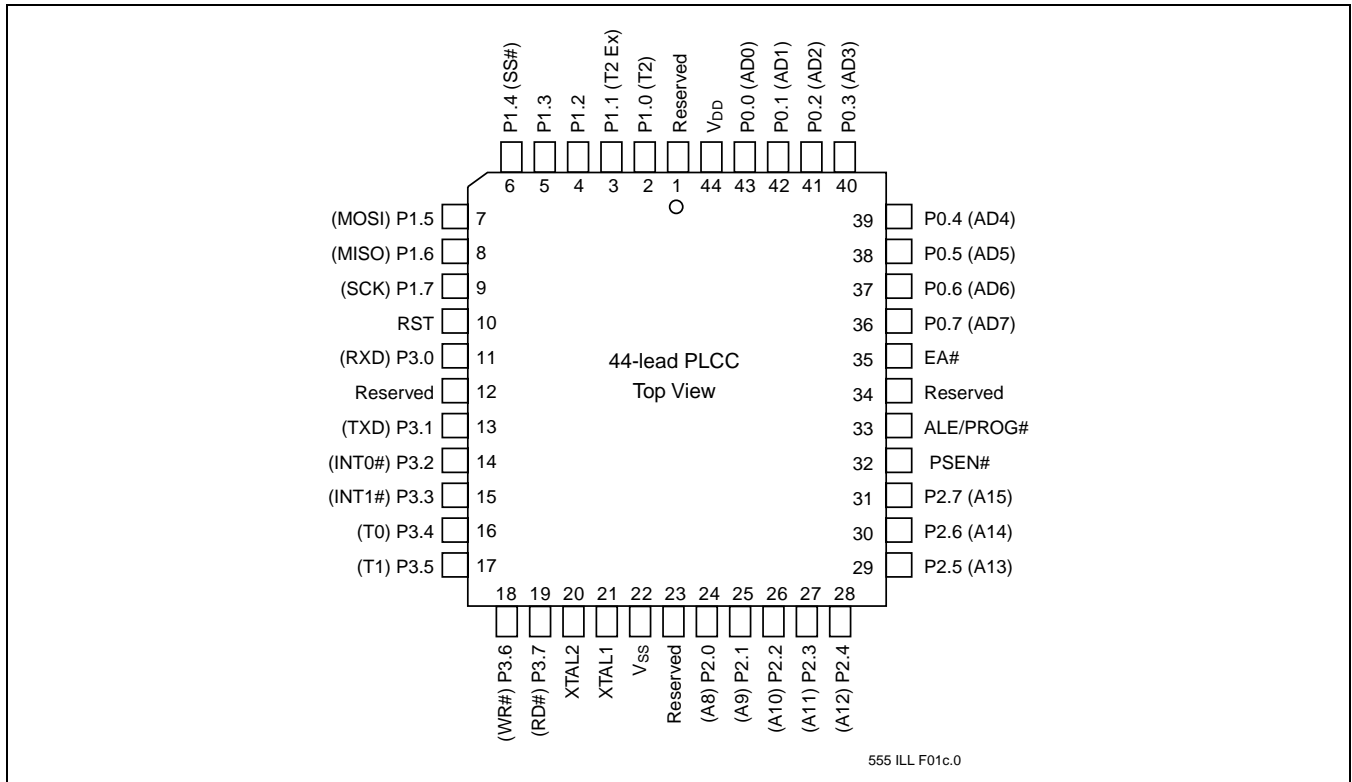 P1.4 (SS#)
P1.3
P1.2
P1.1 (T2 Ex)
P1.0 (T2)
Reserved
VDD
P0.0 (AD0)
P0.1 (AD1)
P0.2 (AD2)
P0.3 (AD3)
6 5 4 3 2 1 44 43 42 41 40
(MOSI) P1.5 7
(MISO) P1.6 8
(SCK) P1.7 9
RST 10
(RXD) P3.0 11
Reserved 12
(TXD) P3.1 13
(INT0#) P3.2 14
(INT1#) P3.3 15
(T0) P3.4 16
(T1) P3.5 17
44-lead PLCC
Top View
39 P0.4 (AD4)
38 P0.5 (AD5)
37 P0.6 (AD6)
36 P0.7 (AD7)
35 EA#
34 Reserved
33 ALE/PROG#
32 PSEN#
31 P2.7 (A15)
30 P2.6 (A14)
29 P2.5 (A13)
18 19 20 21 22 23 24 25 26 27 28
(WR#) P3.6
(RD#) P3.7
XTAL2
XTAL1
VSS
Reserved
(A8) P2.0
(A9) P2.1
(A10) P2.2
(A11) P2.3
(A12) P2.4
555 ILL F01c.0